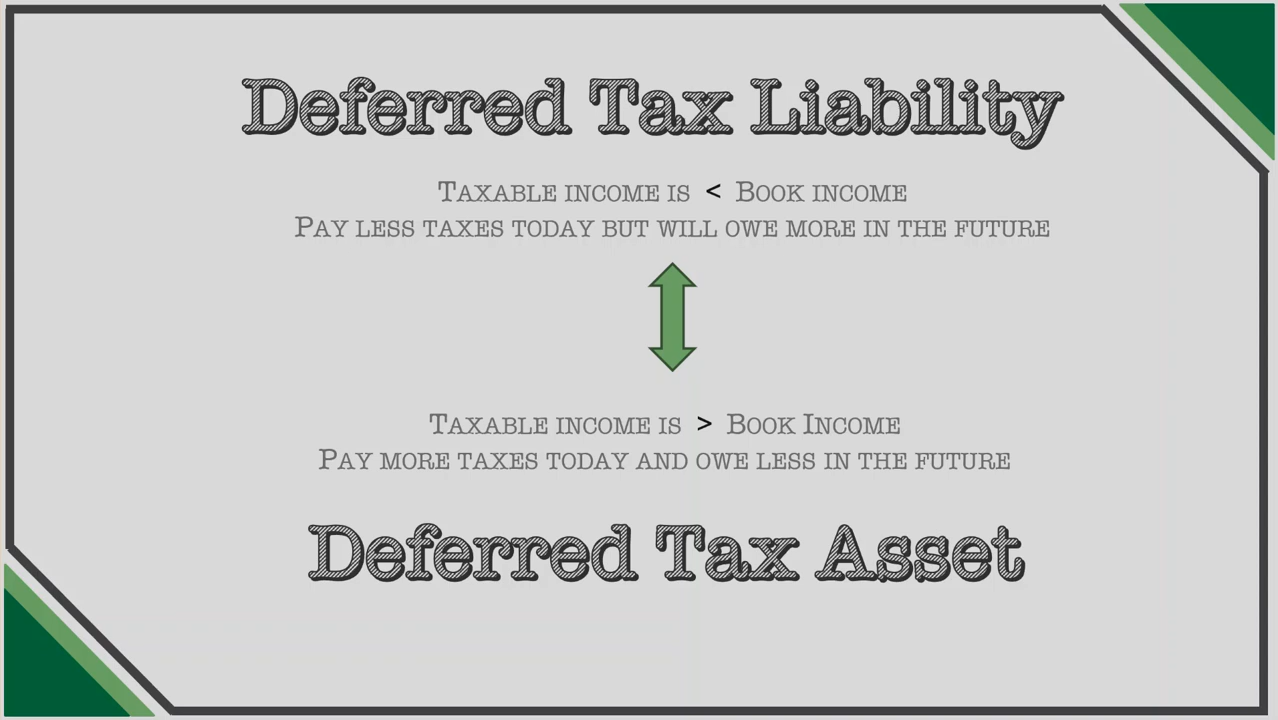 Deferred Tax Liability
Taxable income is < Book income
Pay less taxes today but will owe more in the future
Taxable income is > Book Income
Pay more taxes today and owe less in the future
Deferred Tax Asset